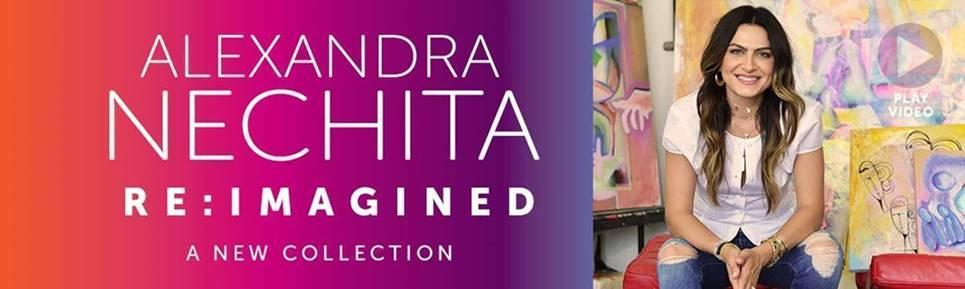 ALEXANDRA
NECHITA
RE:IMAGINED
A NEW COLLECTION
PLAY
VIDEO